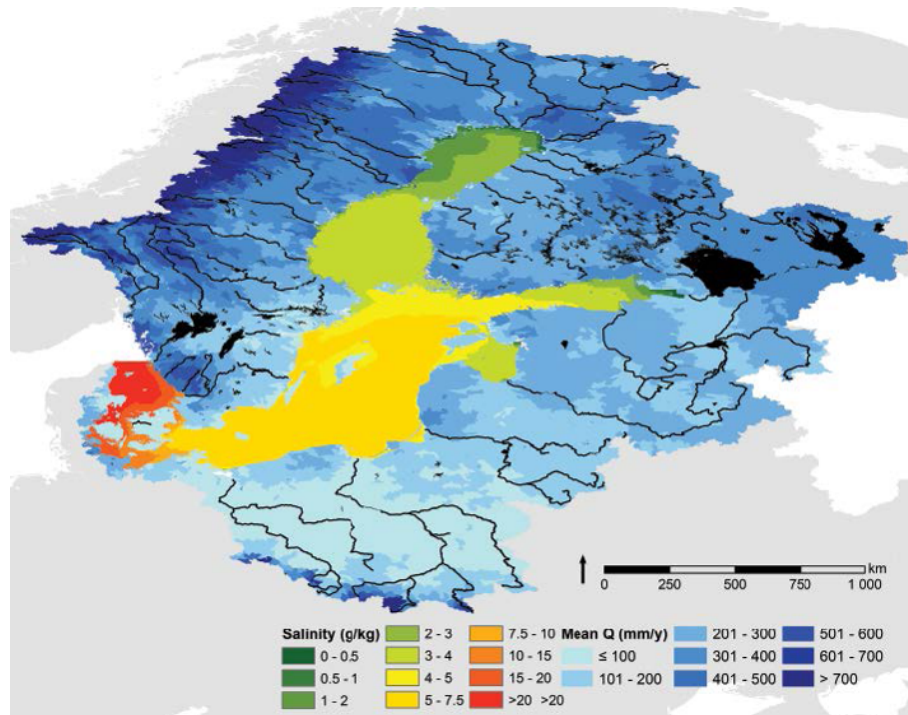 km
0 250 500 750 1 000
Salinity (g/kg)
0 - 0.5
0.5 - 1
1 - 2
2 - 3
3 - 4
4 - 5
5 - 7.5
7.5 - 10
10 - 15
15 - 20
>20 >20
Mean Q (mm/y)
≤ 100
101 - 200
201 - 300
301 - 400
401 - 500
501 - 600
601 - 700
> 700